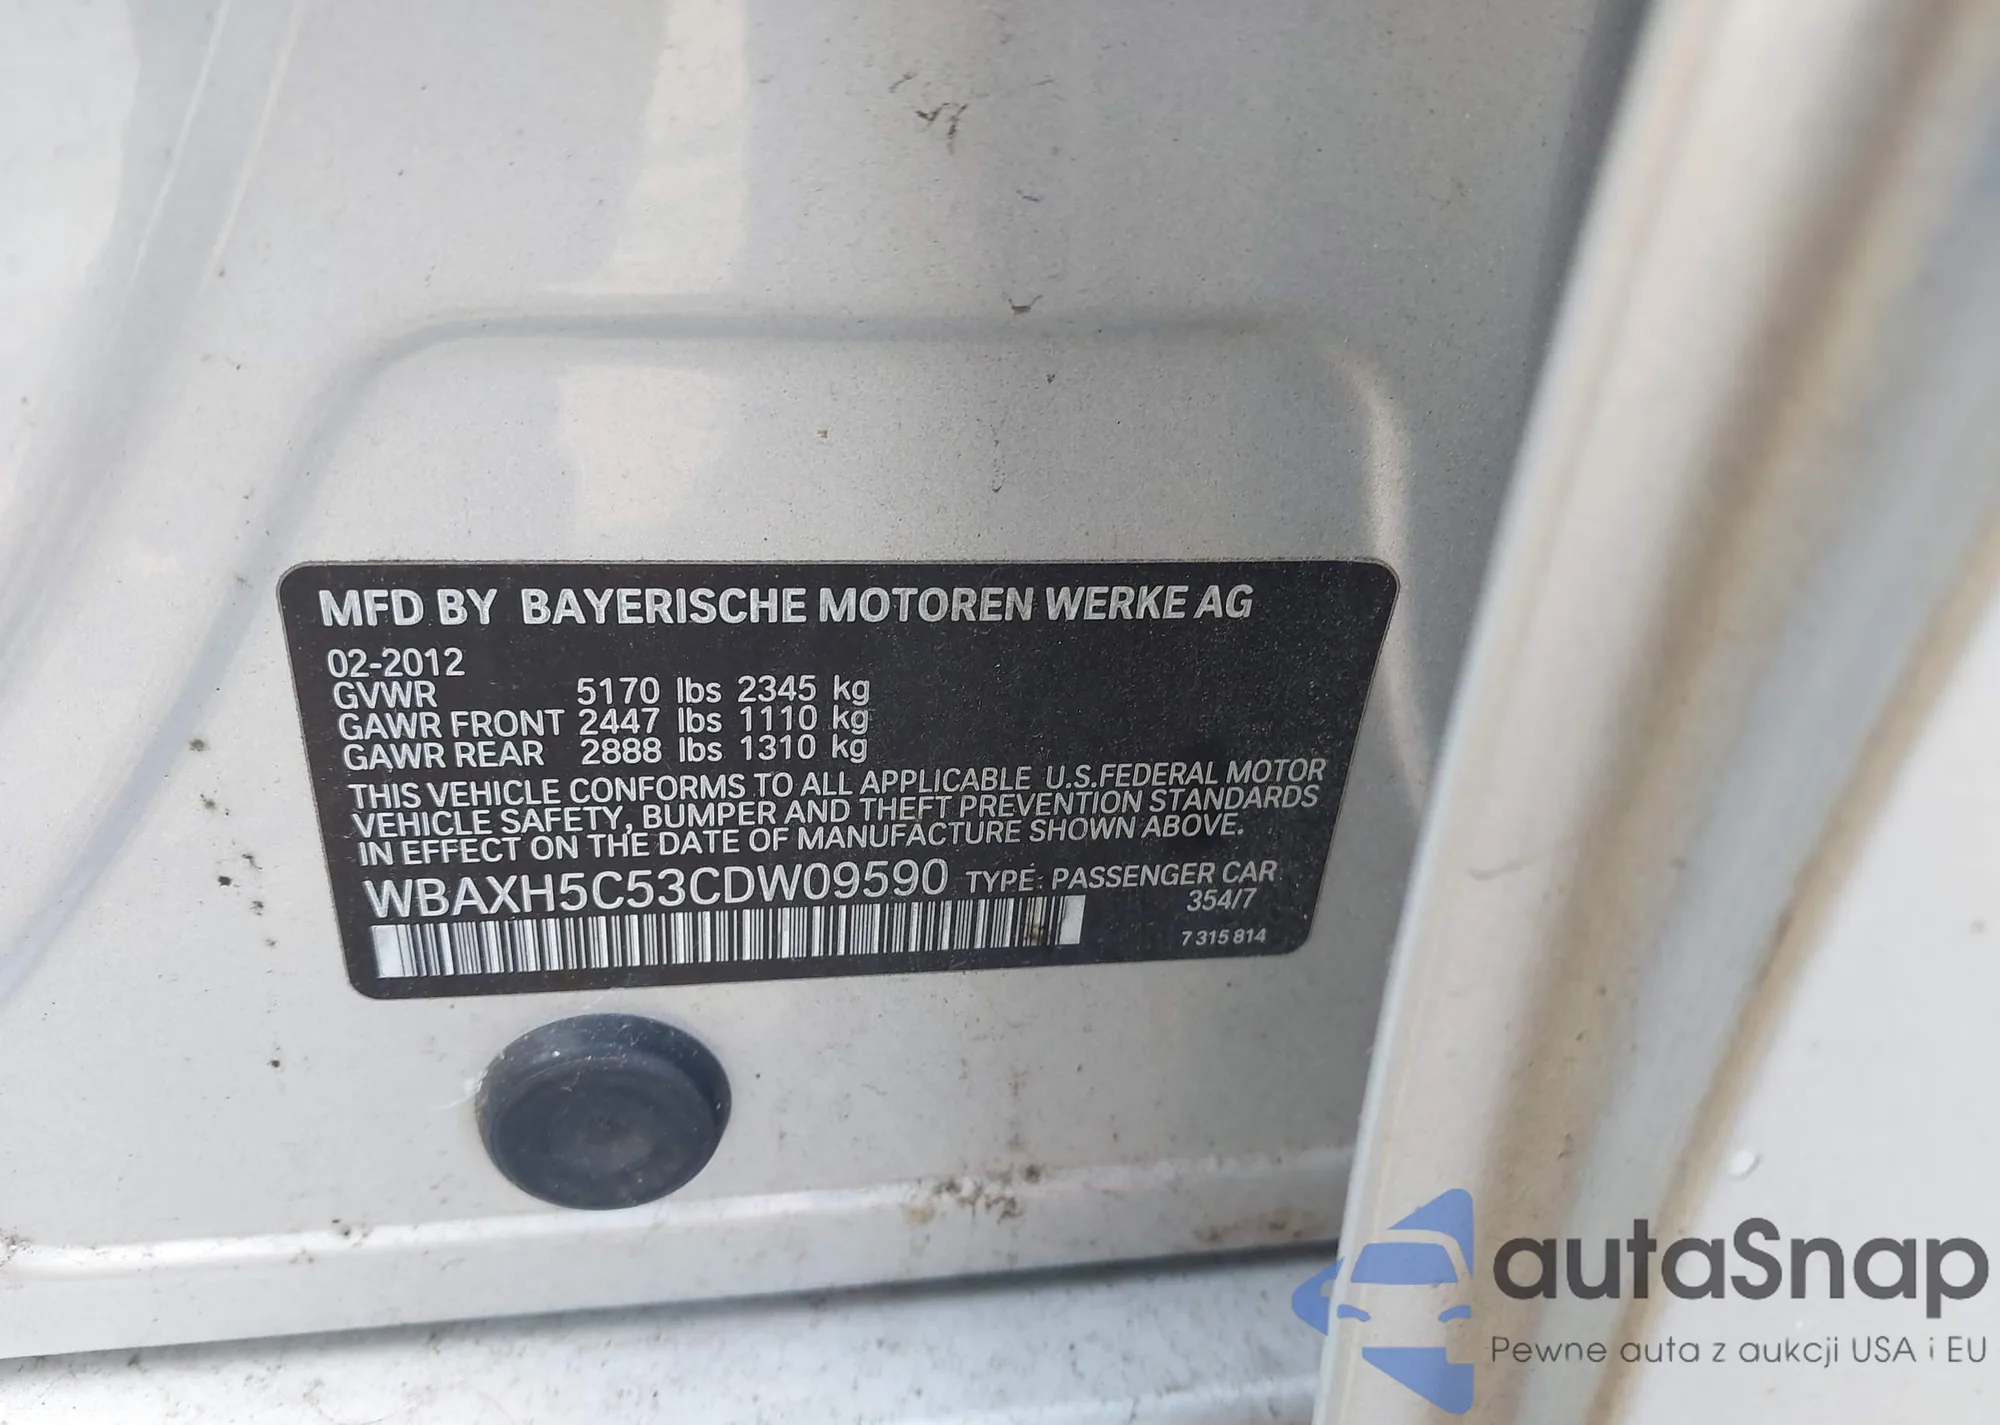 MFD BY BAYERISCHE MOTOREN WERKE AG
02-2012
GVWR 5170 lbs 2345 kg
GAWR FRONT 2447 lbs 1110 kg
GAWR REAR 2888 lbs 1310 kg
THIS VEHICLE CONFORMS TO ALL APPLICABLE U.S.FEDERAL MOTOR
VEHICLE SAFETY, BUMPER AND THEFT PREVENTION STANDARDS
IN EFFECT ON THE DATE OF MANUFACTURE SHOWN ABOVE.
WBAXH5C53CDW09590 TYPE: PASSENGER CAR
354/7
7 315 814
autaSnap
Pewne auta z aukcji USA i EU